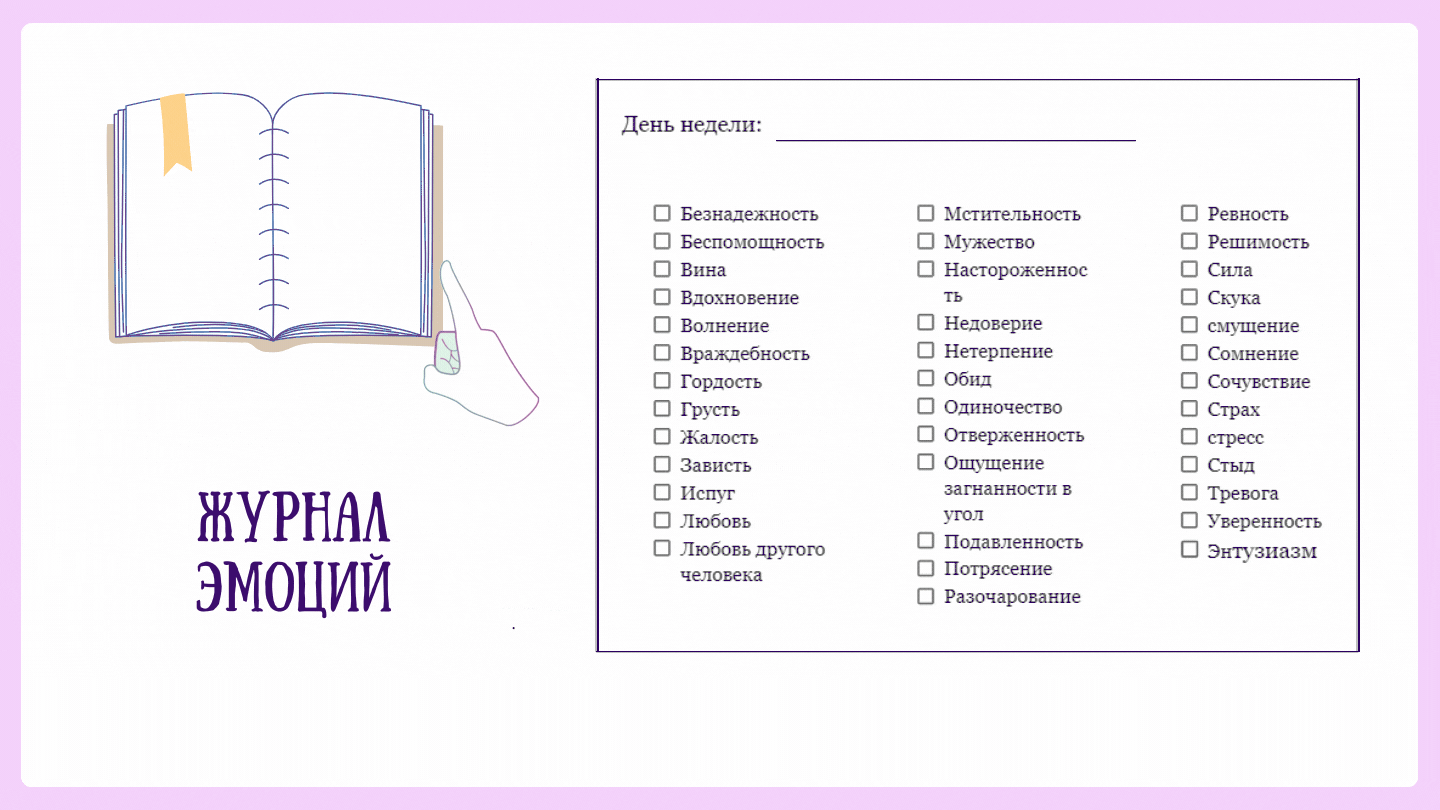 ЖУРНАЛ
ЭМОЦИЙ
.
День недели:
Безнадежность
Беспомощность
Вина
Вдохновение
Волнение
Враждебность
Гордость
Грусть
Жалость
Зависть
Испуг
Любовь
Любовь другого
человека
Мстительность
Мужество
Настороженнос
ть
Недоверие
Нетерпение
Обид
Одиночество
Отверженность
Ощущение
загнанности в
угол
Подавленность
Потрясение
Разочарование
Ревность
Решимость
Сила
Скука
смущение
Сомнение
Сочувствие
Страх
стресс
Стыд
Тревога
Уверенность
Энтузиазм